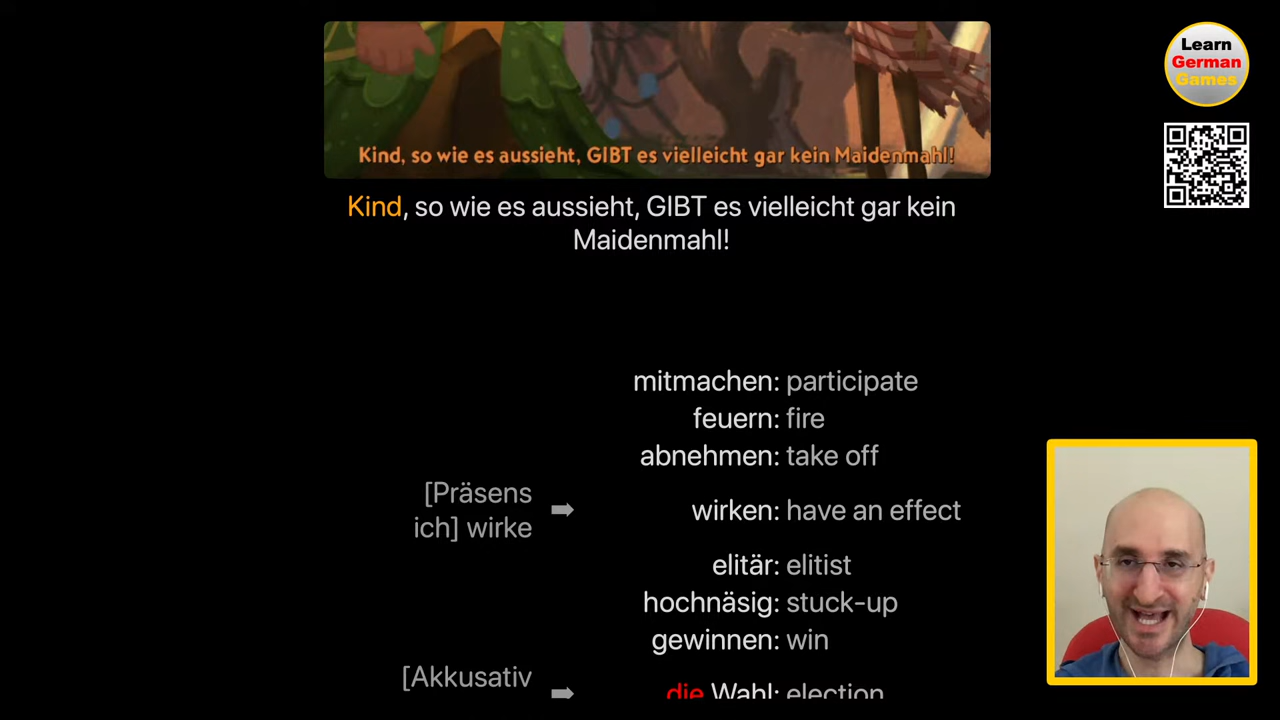 Learn
German
Games
Kind, so wie es aussieht, GIBT es vielleicht gar kein Maidenmahl!
Kind, so wie es aussieht, GIBT es vielleicht gar kein
Maidenmahl!
mitmachen: participate
feuern: fire
abnehmen: take off
[Präsens
ich] wirke
➡ wirken: have an effect
elitär: elitist
hochnäsig: stuck-up
gewinnen: win
[Akkusativ
➡ die Wahl: election